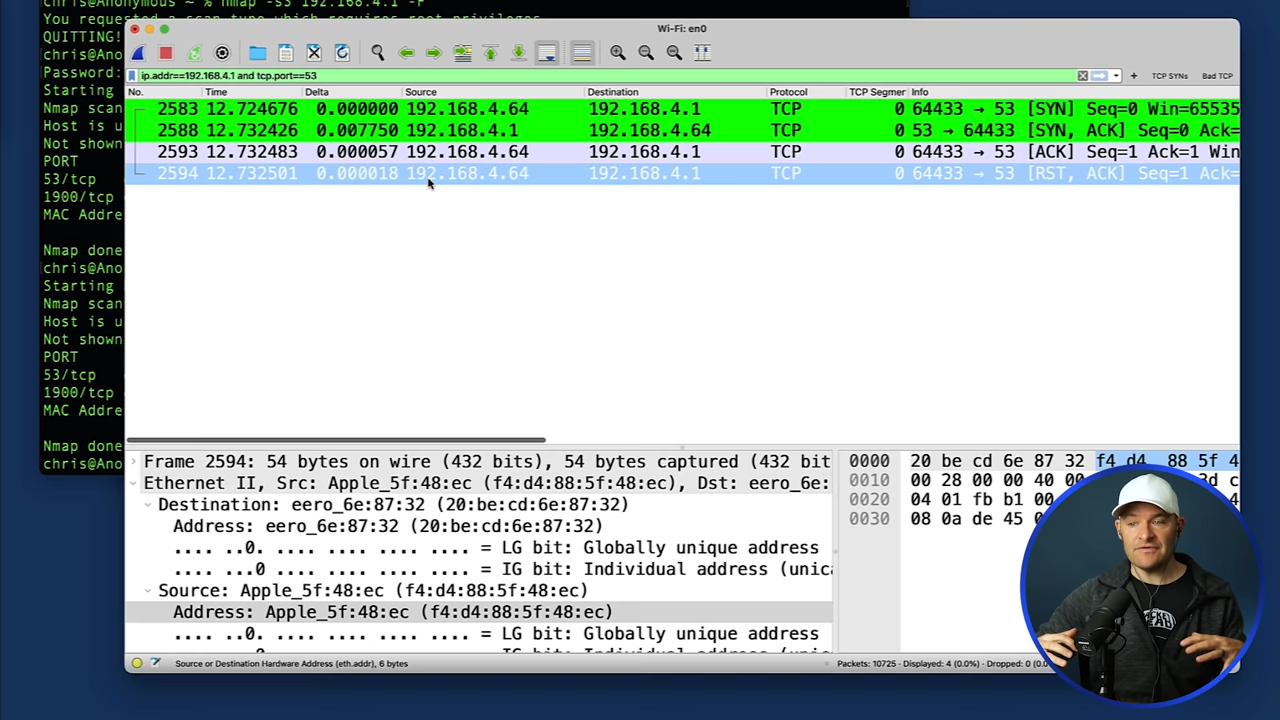 chris@Anonymous ~ % nmap -sS 192.168.4.1 -F
You requested a scan type which requires root privileges.
QUITTING!
chris@Ano
Password:
Starting
Nmap scan
Host is u
Not shown
PORT
53/tcp
1900/tcp
MAC Addre
Nmap done
chris@Ano
Starting
Nmap scan
Host is u
Not shown
PORT
53/tcp
1900/tcp
MAC Addre
Nmap done
chris@Ano
Wi-Fi: en0
ip.addr==192.168.4.1 and tcp.port==53
TCP SYNs
Bad TCP
No. Time Delta Source Destination Protocol TCP Segmer Info
2583 12.724676 0.000000 192.168.4.64 192.168.4.1 TCP 0 64433 → 53 [SYN] Seq=0 Win=65535
2588 12.732426 0.007750 192.168.4.1 192.168.4.64 TCP 0 53 → 64433 [SYN, ACK] Seq=0 Ack=
2593 12.732483 0.000057 192.168.4.64 192.168.4.1 TCP 0 64433 → 53 [ACK] Seq=1 Ack=1 Win
2594 12.732501 0.000018 192.168.4.64 192.168.4.1 TCP 0 64433 → 53 [RST, ACK] Seq=1 Ack=
Frame 2594: 54 bytes on wire (432 bits), 54 bytes captured (432 bit
Ethernet II, Src: Apple_5f:48:ec (f4:d4:88:5f:48:ec), Dst: eero_6e:
Destination: eero_6e:87:32 (20:be:cd:6e:87:32)
Address: eero_6e:87:32 (20:be:cd:6e:87:32)
.... ..0. .... .... .... .... = LG bit: Globally unique address
.... ...0 .... .... .... .... = IG bit: Individual address (unica
Source: Apple_5f:48:ec (f4:d4:88:5f:48:ec)
Address: Apple_5f:48:ec (f4:d4:88:5f:48:ec)
.... ..0. .... .... .... .... = LG bit: Globally unique address
0000 20 be cd 6e 87 32 f4 d4 88 5f 4
0010 00 28 00 00 40 00
0020 04 01 fb b1 00
0030 08 0a de 45
Source or Destination Hardware Address (eth.addr), 6 bytes
Packets: 10725 · Displayed: 4 (0.0%) · Dropped: 0 (0.0